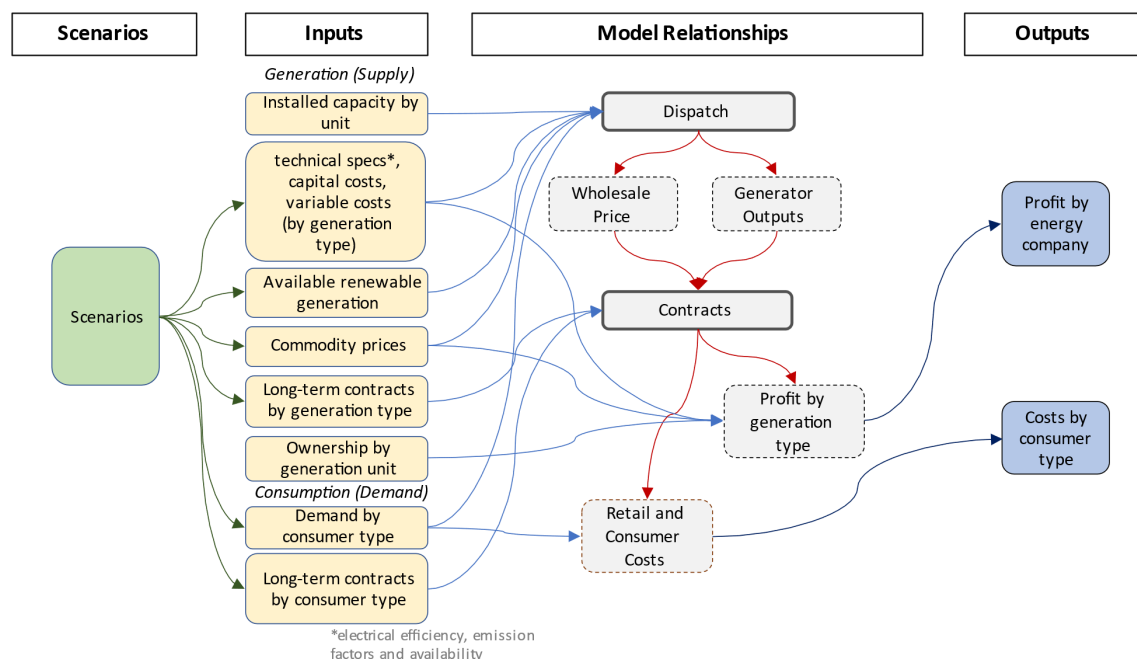 Scenarios
Inputs
Model Relationships
Outputs
Generation (Supply)
Installed capacity by
unit
technical specs*,
capital costs,
variable costs
(by generation
type)
Available renewable
generation
Commodity prices
Long-term contracts
by generation type
Ownership by
generation unit
Consumption (Demand)
Demand by
consumer type
Long-term contracts
by consumer type
*electrical efficiency, emission
factors and availability
Scenarios
Dispatch
Wholesale
Price
Generator
Outputs
Contracts
Profit by
generation
type
Retail and
Consumer
Costs
Profit by
energy
company
Costs by
consumer
type